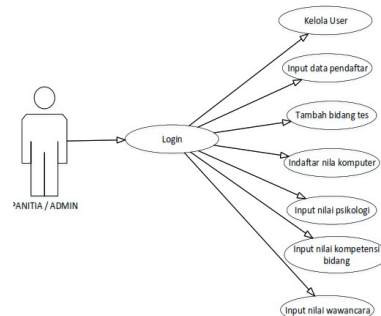 Kelola User
Input data pendaftar
Tambah bidang tes
Login
Indaftar nila komputer
PANITIA / ADMIN
Input nilai psikologi
Input nilai kompetensi
bidang
Input nilai wawancara